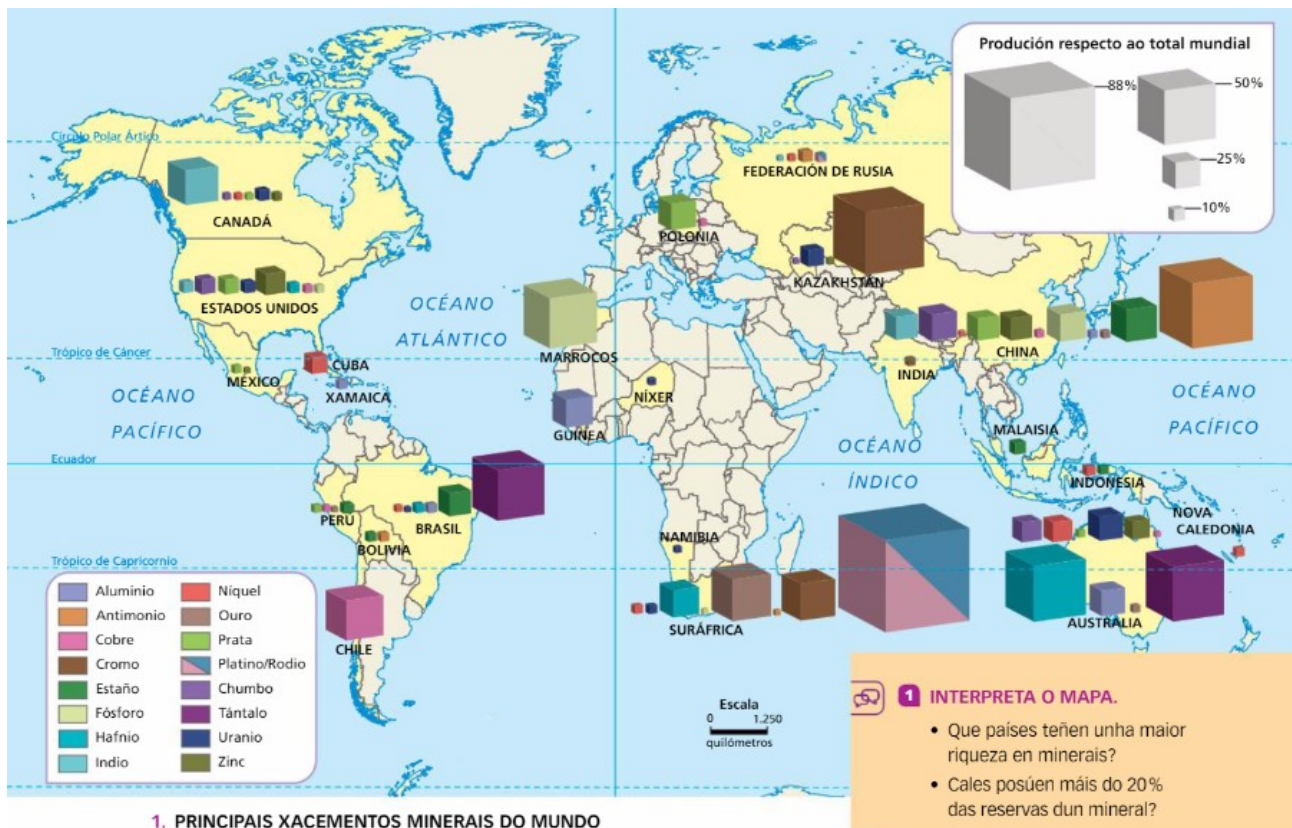 Produción respecto ao total mundial
88%
50%
25%
10%
Círculo Polar Ártico
CANADÁ
ESTADOS UNIDOS
OCÉANO
ATLÁNTICO
Trópico de Cáncer
MÉXICO
CUBA
XAMAICA
OCÉANO
PACÍFICO
Ecuador
PERÚ
BRASIL
BOLIVIA
Trópico de Capricornio
CHILE
FEDERACIÓN DE RUSIA
POLONIA
KAZAKHSTÁN
MARROCOS
CHINA
INDIA
NÍXER
GUINEA
OCÉANO
PACÍFICO
MALAISIA
OCÉANO
ÍNDICO
INDONESIA
NOVA
CALEDONIA
NAMIBIA
SURÁFRICA
AUSTRALIA
Aluminio
Antimonio
Cobre
Cromo
Estaño
Fósforo
Hafnio
Indio
Níquel
Ouro
Prata
Platino/Rodio
Chumbo
Tántalo
Uranio
Zinc
Escala
0 1.250
quilómetros
1 INTERPRETA O MAPA.
• Que países teñen unha maior
riqueza en minerais?
• Cales posúen máis do 20%
das reservas dun mineral?
1. PRINCIPAIS XACEMENTOS MINERAIS DO MUNDO